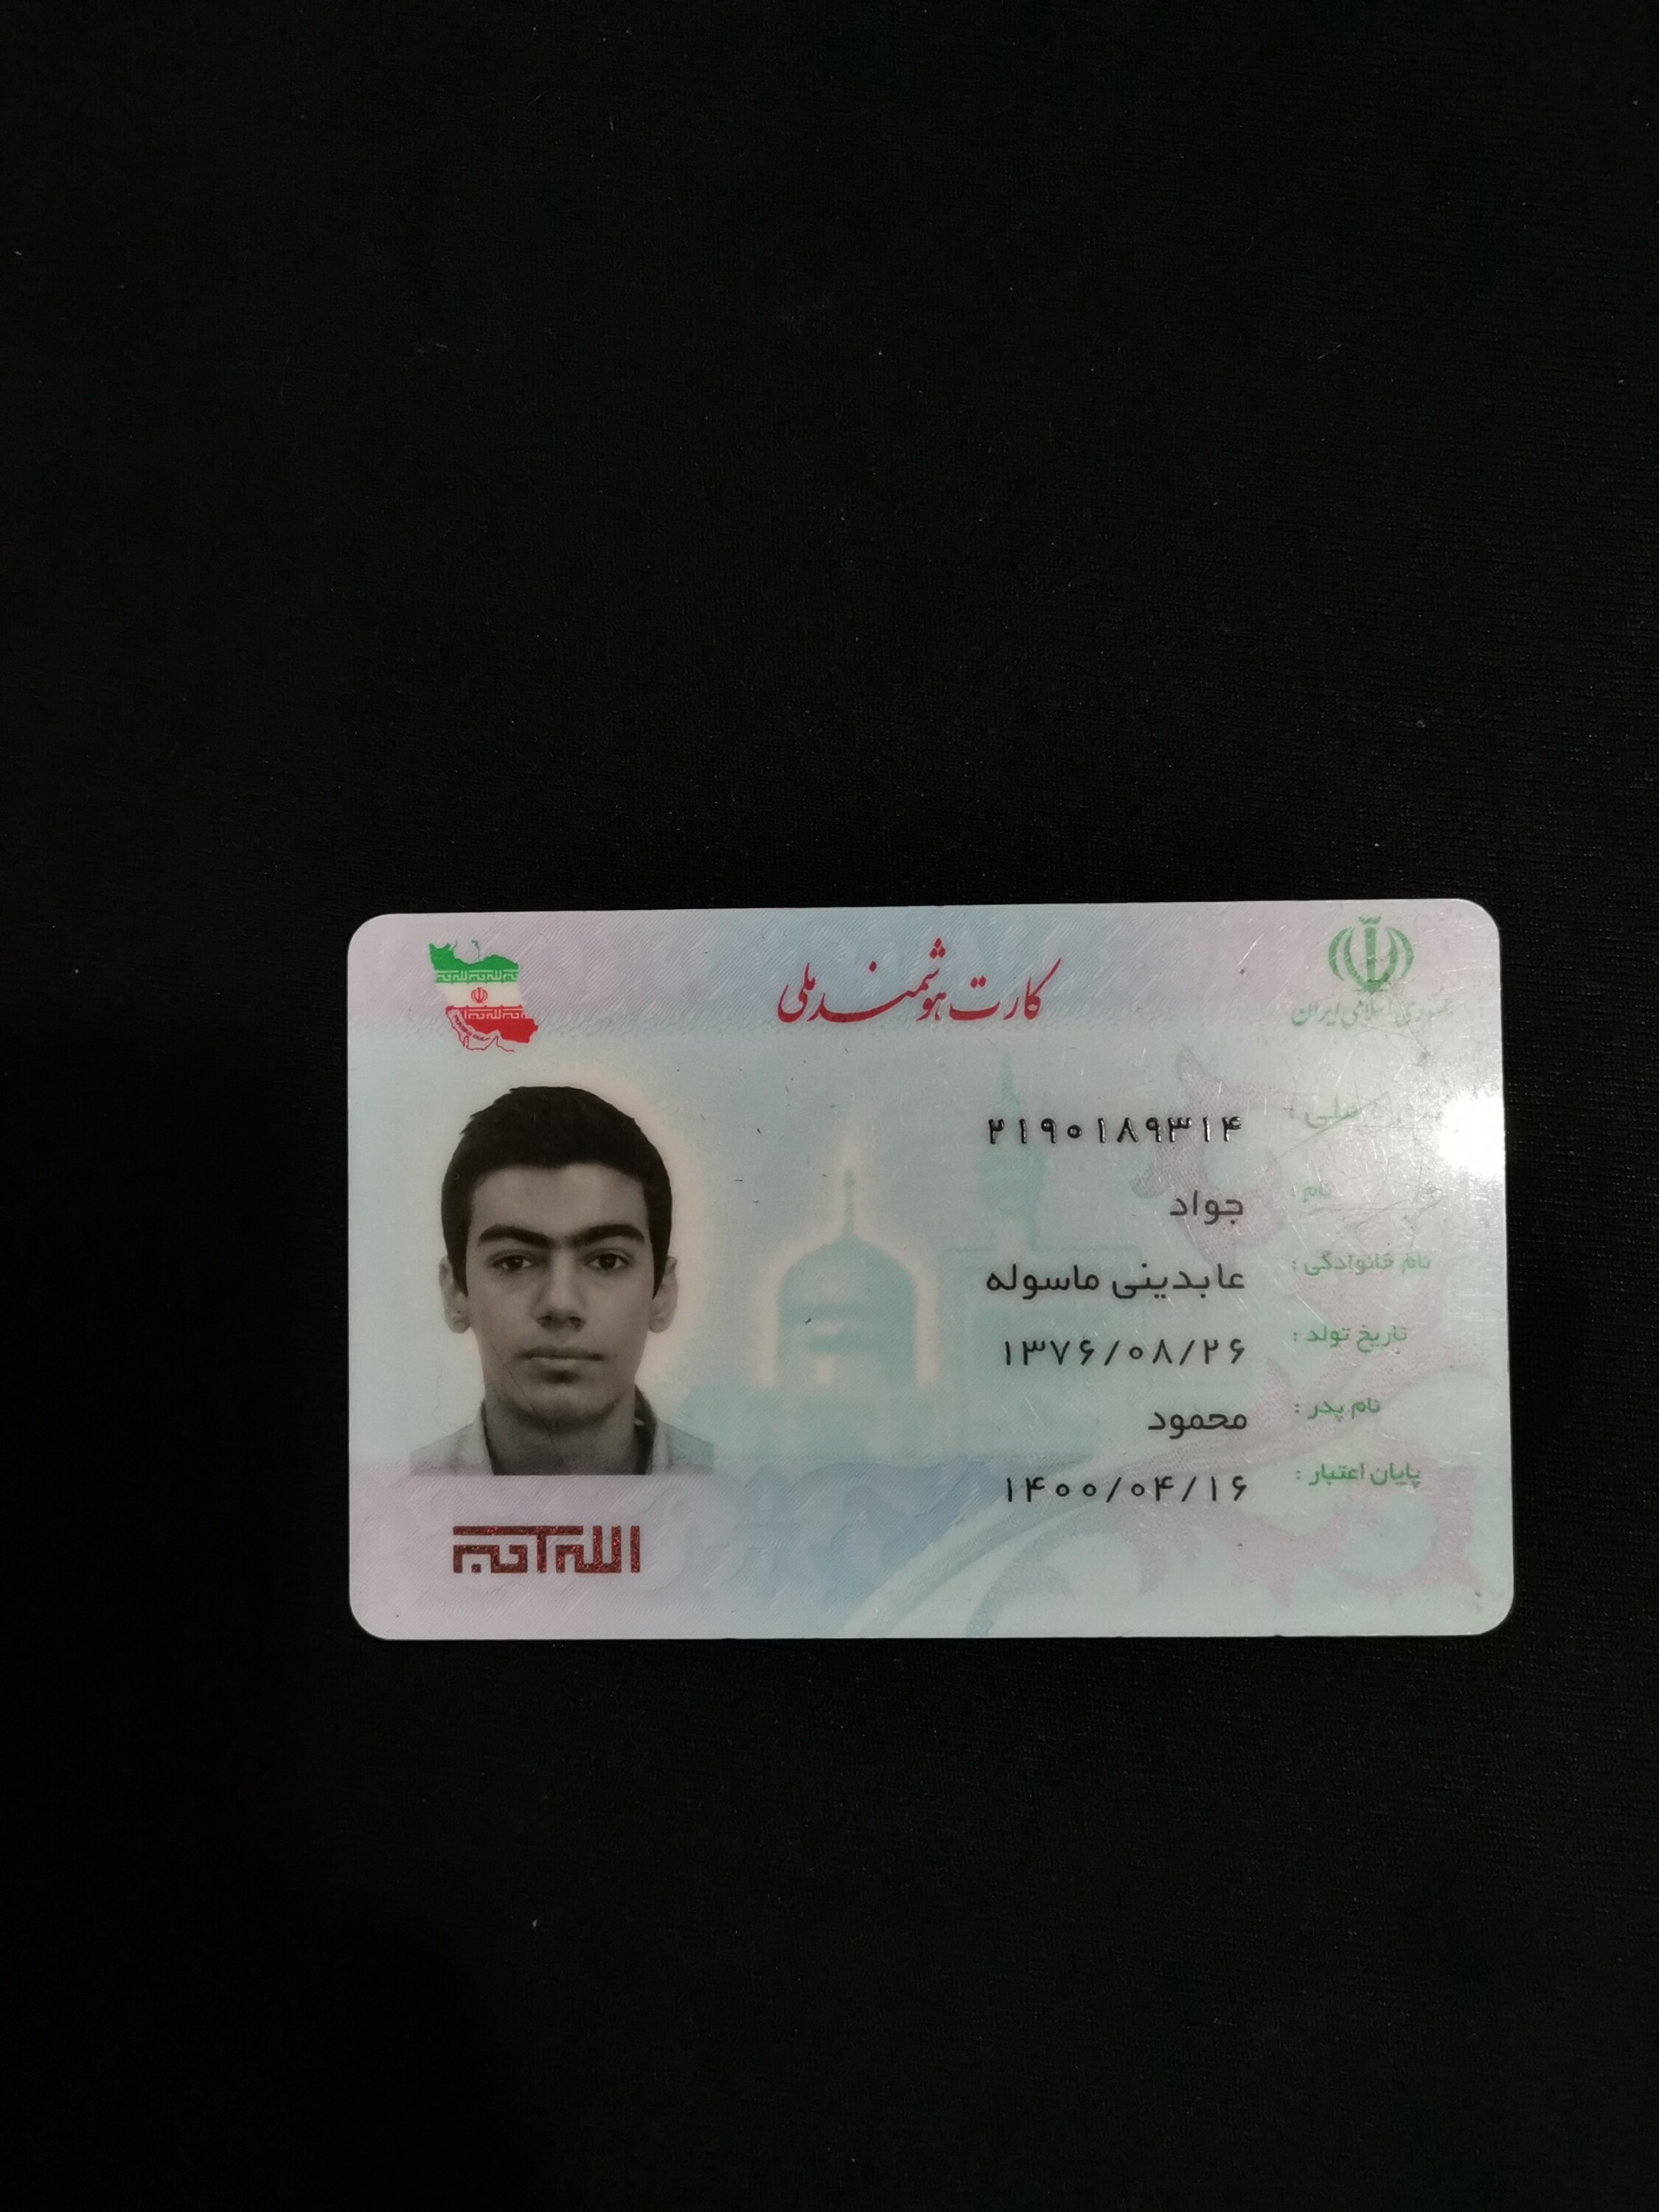 کارت هوشمند ملی
جمهوری اسلامی ایران
ملی : ۲۱۹۰۱۸۹۳۱۴
نام : جواد
نام خانوادگی : عابدینی ماسوله
تاریخ تولد : ۱۳۷۶/۰۸/۲۶
نام پدر : محمود
پایان اعتبار : ۱۴۰۰/۰۴/۱۶
الله اکبر